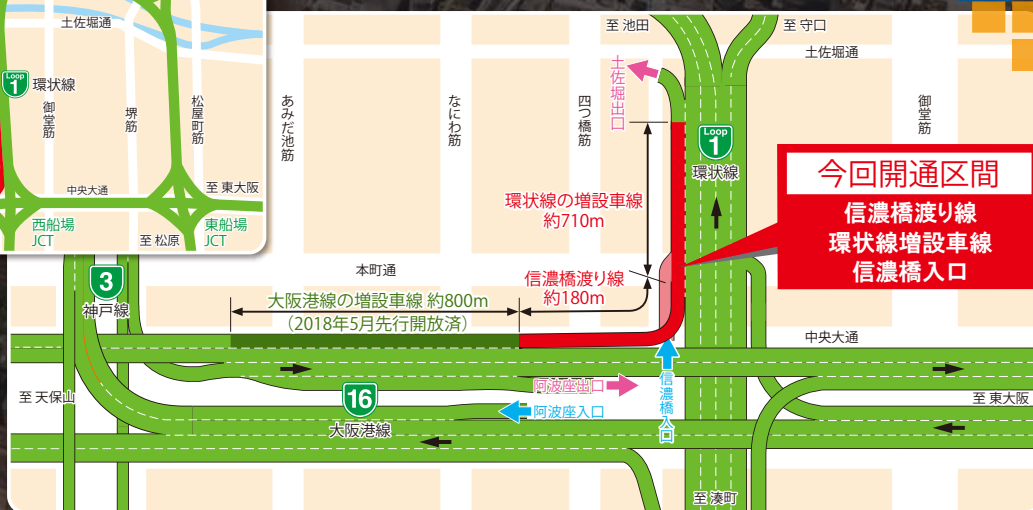 土佐堀通
Loop
1
環状線
御堂筋
堺筋
松屋町筋
中央大通
至 東大阪
西船場
JCT
至 松原
東船場
JCT
至 池田
至 守口
土佐堀通
土佐堀出口
あみだ池筋
なにわ筋
四つ橋筋
御堂筋
Loop
1
環状線
今回開通区間
信濃橋渡り線
環状線増設車線
信濃橋入口
環状線の増設車線
約710m
本町通
信濃橋渡り線
約180m
3
神戸線
大阪港線の増設車線 約800m
（2018年5月先行開放済）
中央大通
至 天保山
阿波座出口
信濃橋入口
16
大阪港線
阿波座入口
至 東大阪
至 湊町